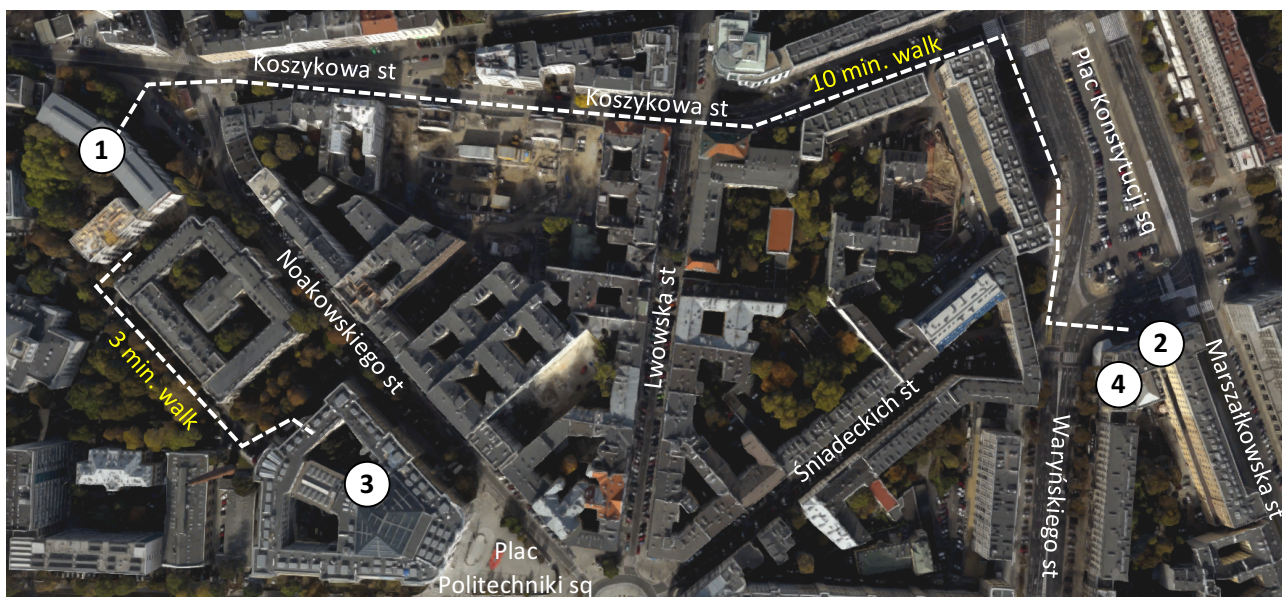 Koszykowa st
Koszykowa st
10 min. walk
Plac Konstytucji sq
1
Noakowskiego st
Lwowska st
3 min. walk
2
4
Marszałkowska st
Śniadeckich st
Waryńskiego st
3
Plac
Politechniki sq